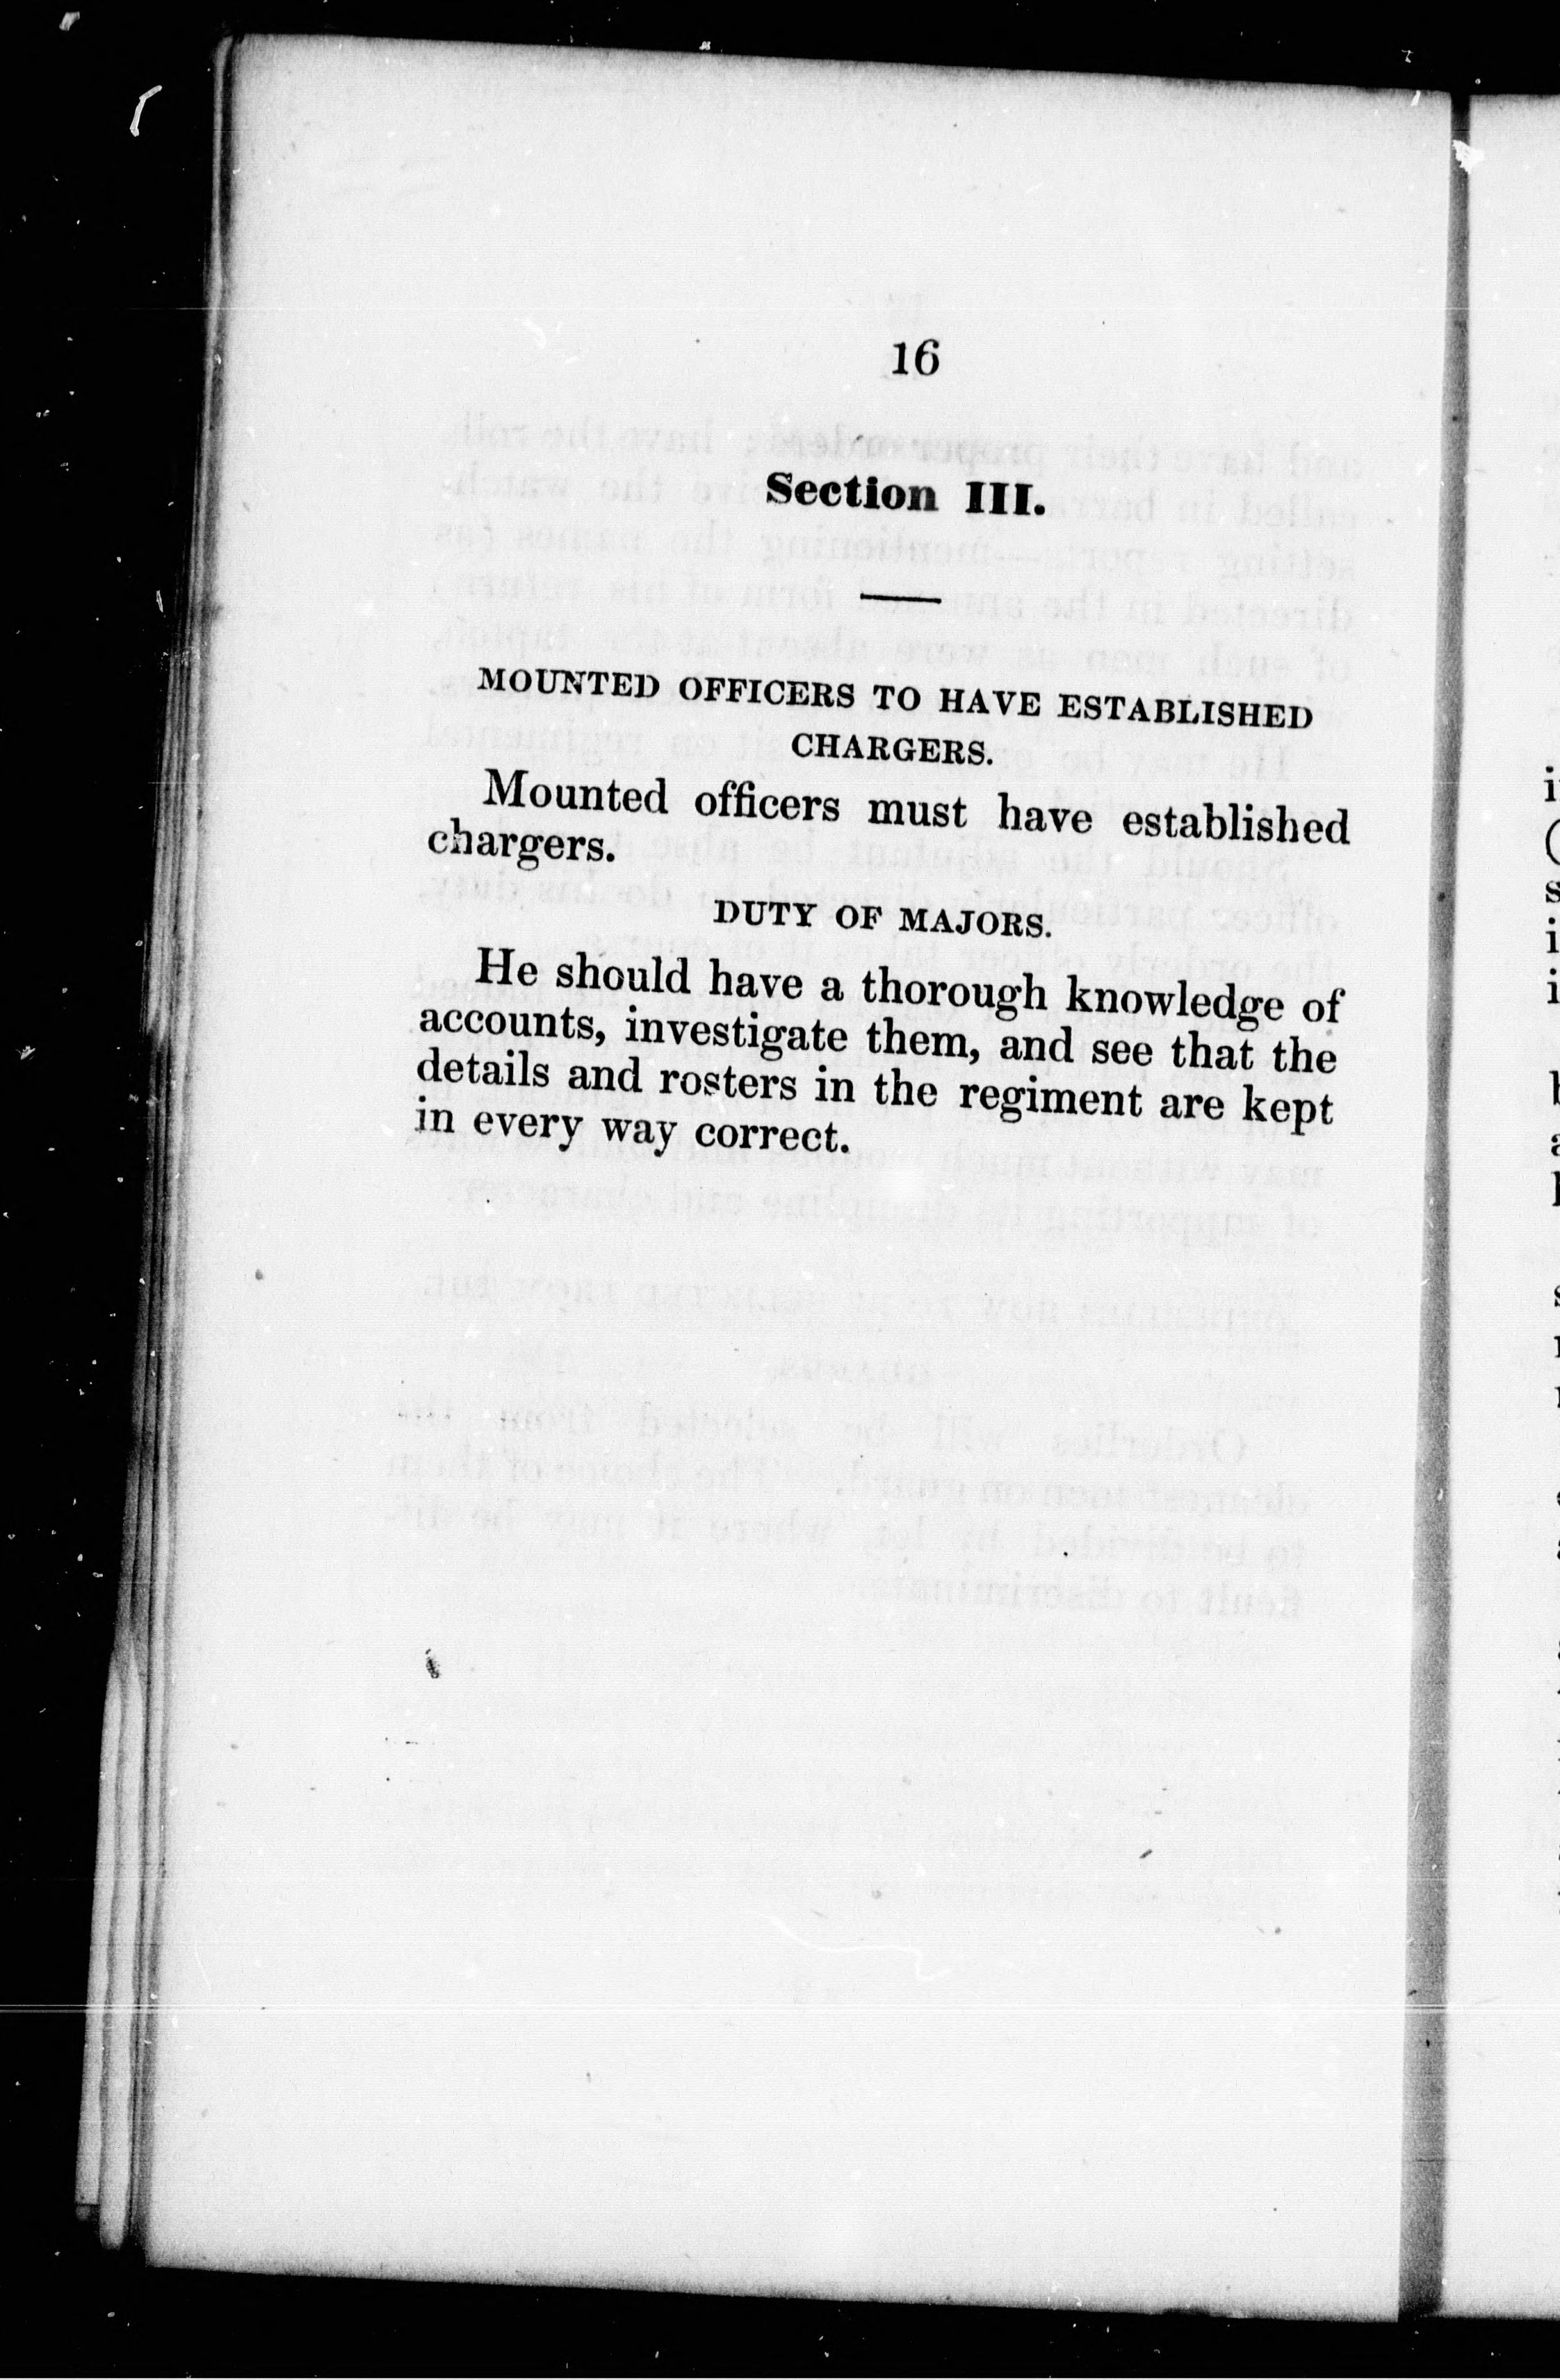 16
Section III.
MOUNTED OFFICERS TO HAVE ESTABLISHED
CHARGERS.
Mounted officers must have established
chargers.
DUTY OF MAJORS.
He should have a thorough knowledge of
accounts, investigate them, and see that the
details and rosters in the regiment are kept
in every way correct.